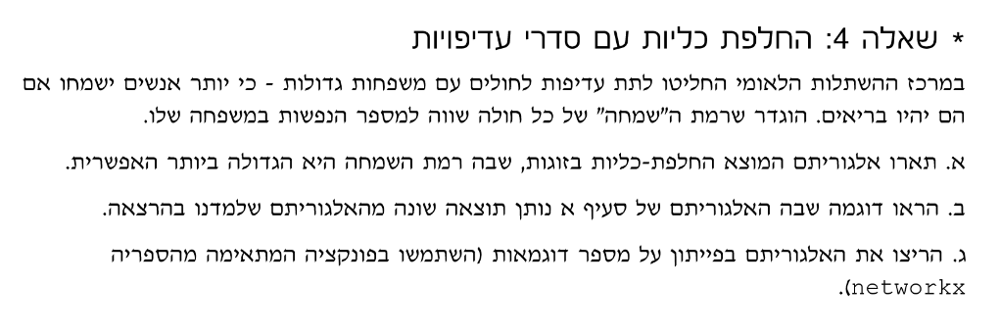 * שאלה 4: החלפת כליות עם סדרי עדיפויות
במרכז ההשתלות הלאומי החליטו לתת עדיפות לחולים עם משפחות גדולות - כי יותר אנשים ישמחו אם
הם יהיו בריאים. הוגדר שרמת ה"שמחה" של כל חולה שווה למספר הנפשות במשפחה שלו.
א. תארו אלגוריתם המוצא החלפת-כליות בזוגות, שבה רמת השמחה היא הגדולה ביותר האפשרית.
ב. הראו דוגמה שבה האלגוריתם של סעיף א נותן תוצאה שונה מהאלגוריתם שלמדנו בהרצאה.
ג. הריצו את האלגוריתם בפייתון על מספר דוגמאות (השתמשו בפונקציה המתאימה מהספריה
networkx).